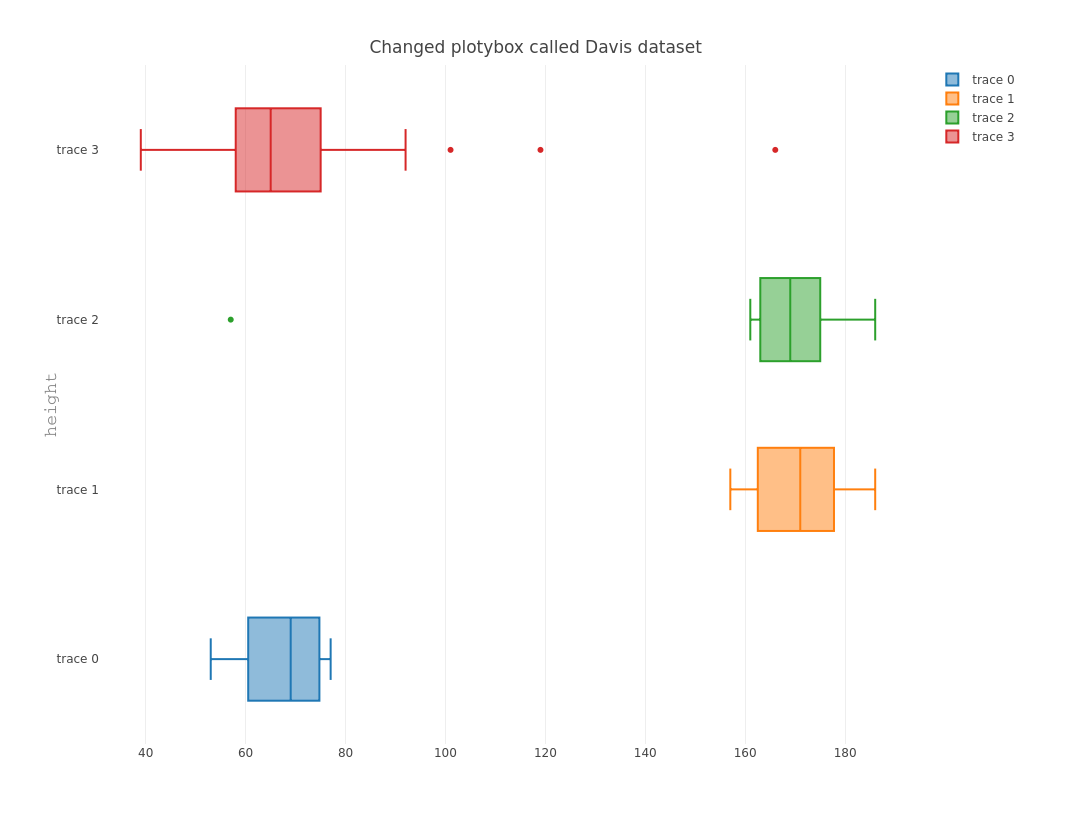 Changed plotybox called Davis dataset
trace 0
trace 1
trace 2
trace 3
trace 3
trace 2
trace 1
trace 0
height
40 60 80 100 120 140 160 180